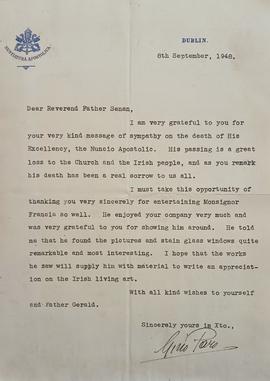 NUNZIATURA APOSTOLICA
DUBLIN.
8th September, 1948.
Dear Reverend Father Senan,
I am very grateful to you for
your very kind message of sympathy on the death of His
Excellency, the Nuncio Apostolic. His passing is a great
loss to the Church and the Irish people, and as you remark
his death has been a real sorrow to us all.
I must take this opportunity of
thanking you very sincerely for entertaining Monsignor
Francia so well. He enjoyed your company very much and
was very grateful to you for showing him around. He told
me that he found the pictures and stain glass windows quite
remarkable and most interesting. I hope that the works
he saw will supply him with material to write an appreciat-
ion on the Irish living art.
With all kind wishes to yourself
and Father Gerald.
Sincerely yours in Xto.,
Gino Paro